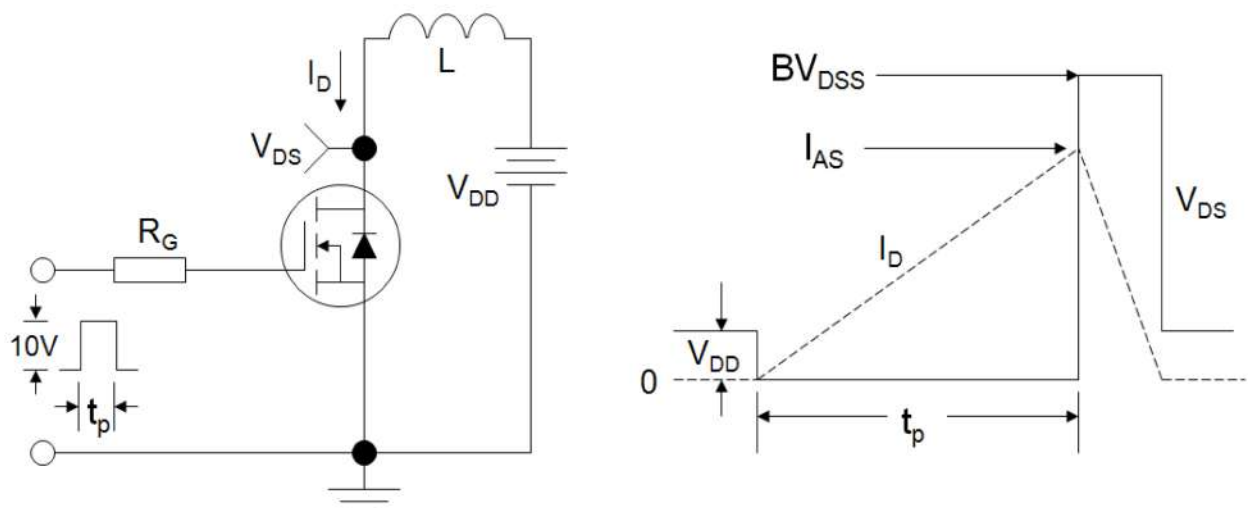 L
I_D
V_DS
V_DD
R_G
10V
t_p
BV_DSS
I_AS
V_DS
I_D
V_DD
0
t_p